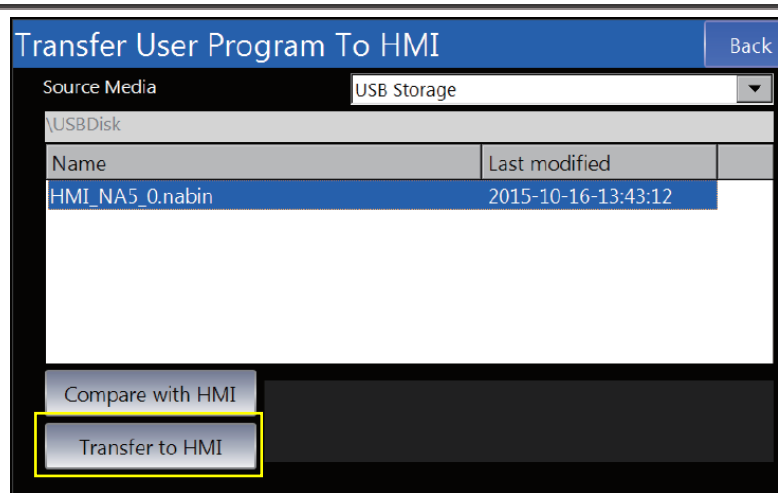 Transfer User Program To HMI Back
Source Media USB Storage
\USBDisk
Name Last modified
HMI_NA5_0.nabin 2015-10-16-13:43:12
Compare with HMI
Transfer to HMI